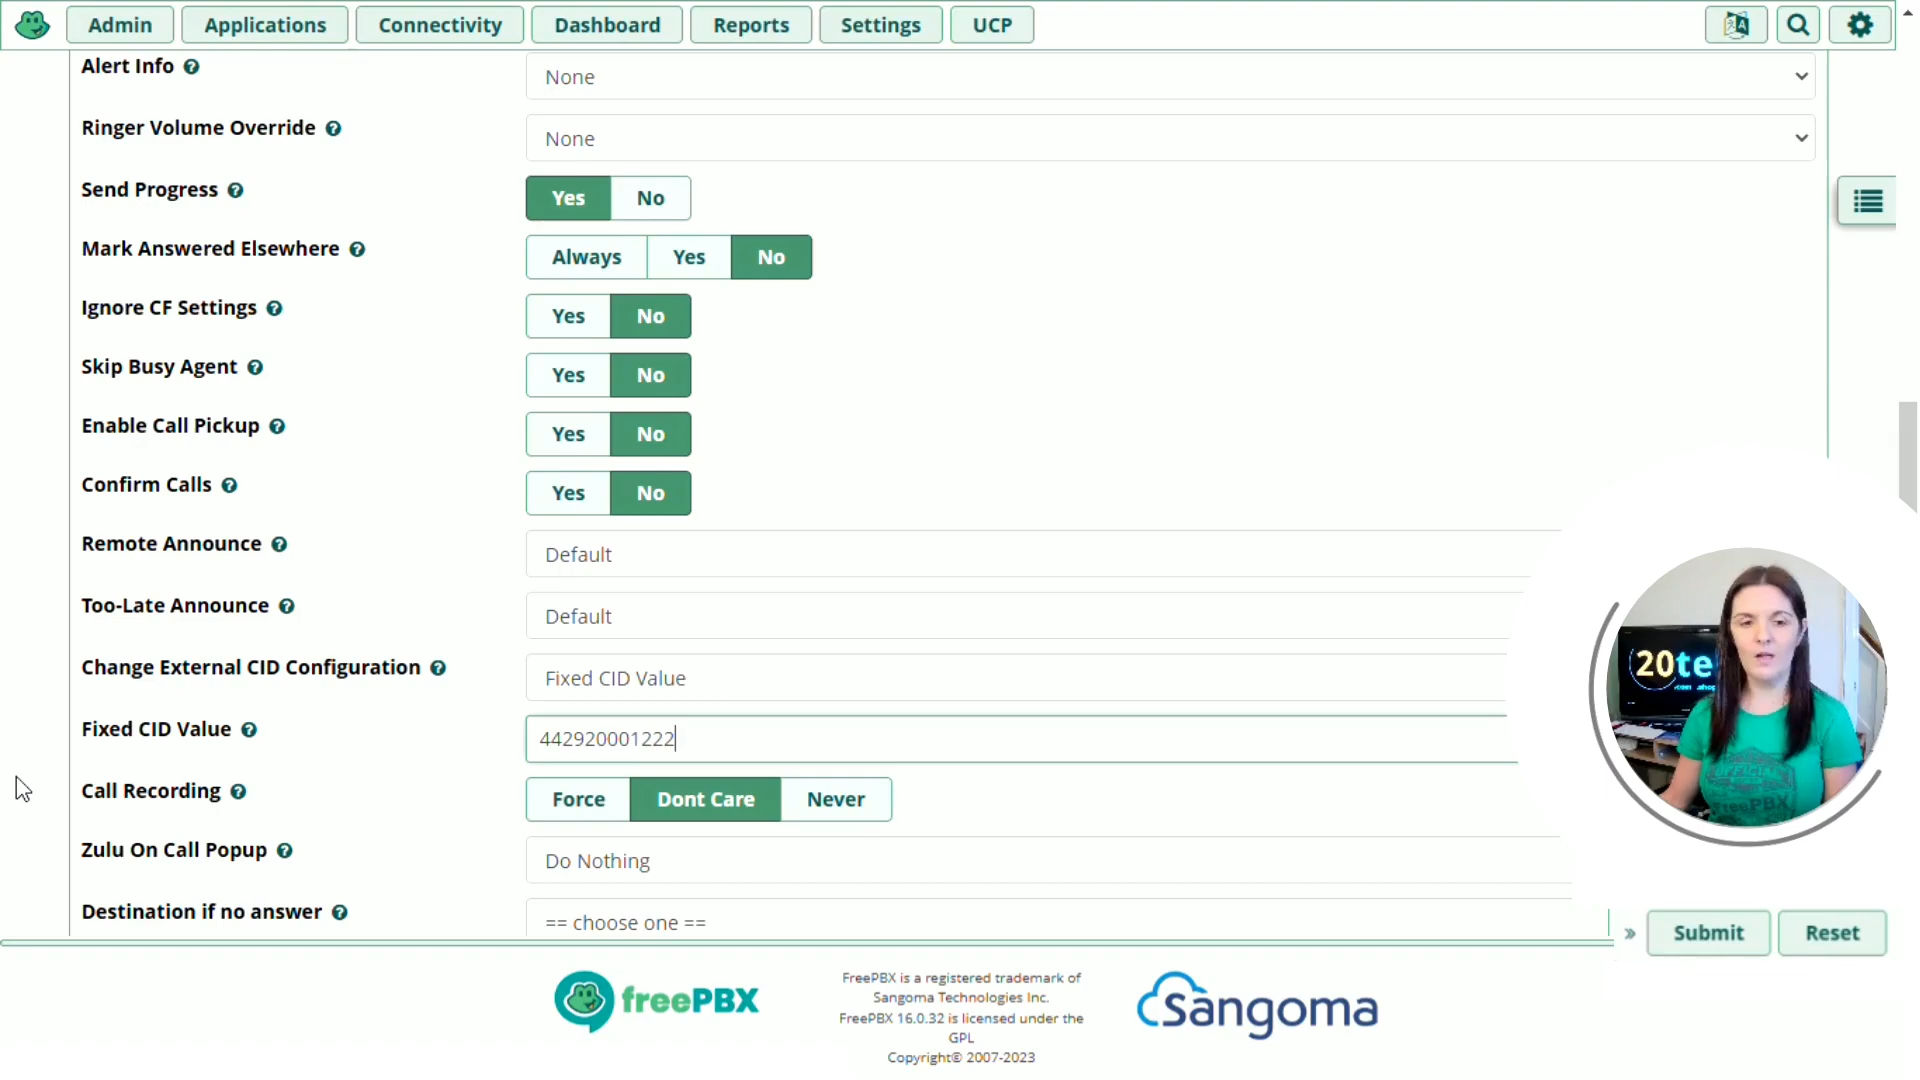 Admin
Applications
Connectivity
Dashboard
Reports
Settings
UCP
Alert Info
None
Ringer Volume Override
None
Send Progress
Yes No
Mark Answered Elsewhere
Always Yes No
Ignore CF Settings
Yes No
Skip Busy Agent
Yes No
Enable Call Pickup
Yes No
Confirm Calls
Yes No
Remote Announce
Default
Too-Late Announce
Default
Change External CID Configuration
Fixed CID Value
Fixed CID Value
442920001222
Call Recording
Force Dont Care Never
Zulu On Call Popup
Do Nothing
Destination if no answer
== choose one ==
» Submit Reset
20te
freePBX
FreePBX is a registered trademark of
Sangoma Technologies Inc.
FreePBX 16.0.32 is licensed under the
GPL
Copyright© 2007-2023
Sangoma